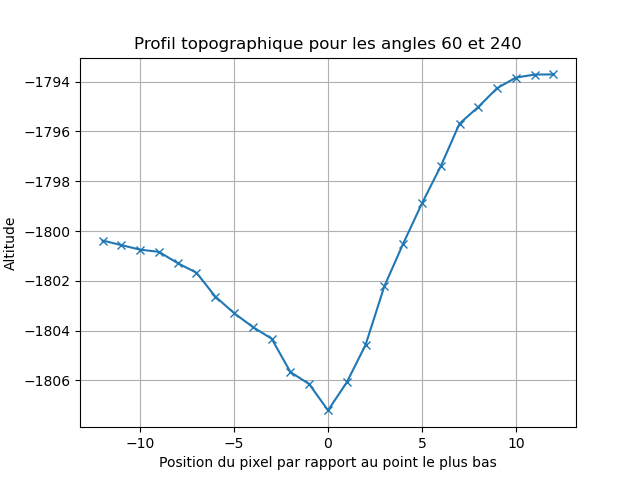 Profil topographique pour les angles 60 et 240
−1794
−1796
−1798
−1800
−1802
−1804
−1806
Altitude
−10 −5 0 5 10
Position du pixel par rapport au point le plus bas